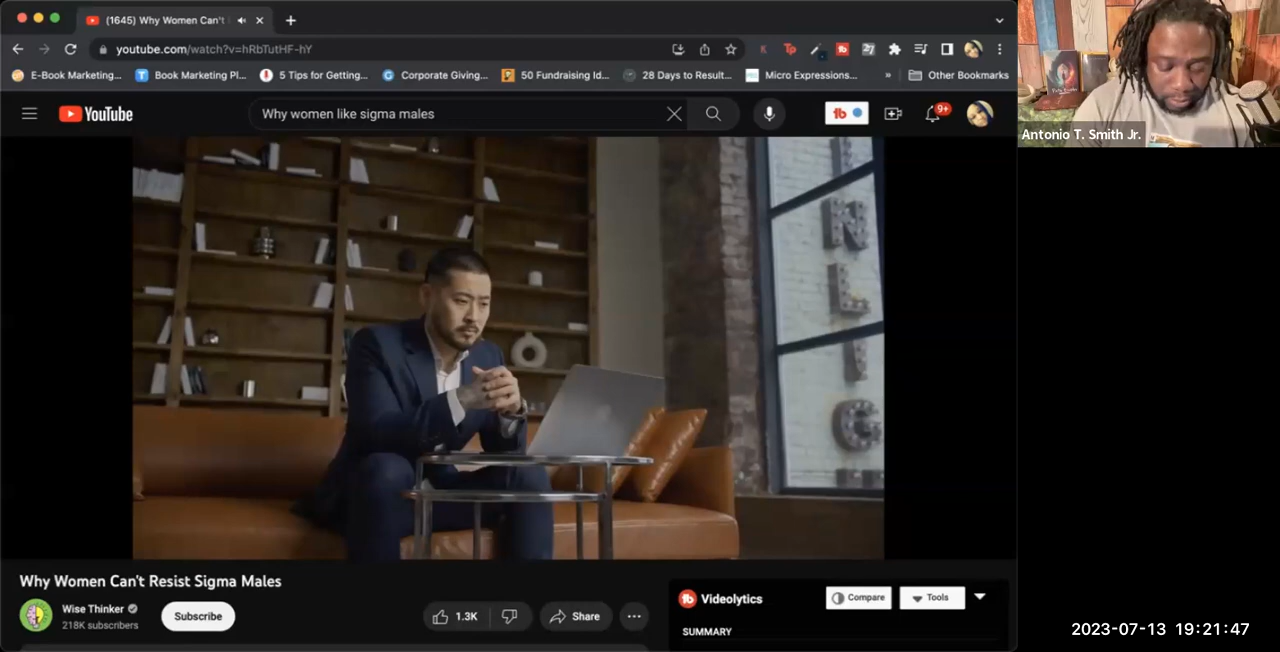 (1645) Why Women Can't
youtube.com/watch?v=hRbTutHF-hY
E-Book Marketing...
Book Marketing Pl...
5 Tips for Getting...
Corporate Giving...
50 Fundraising Id...
28 Days to Result...
Micro Expressions...
»
Other Bookmarks
YouTube
Why women like sigma males
9+
Antonio T. Smith Jr.
N
L
I
G
Why Women Can't Resist Sigma Males
Wise Thinker
218K subscribers
Subscribe
1.3K
Share
Videolytics
Compare
Tools
SUMMARY
2023-07-13 19:21:47